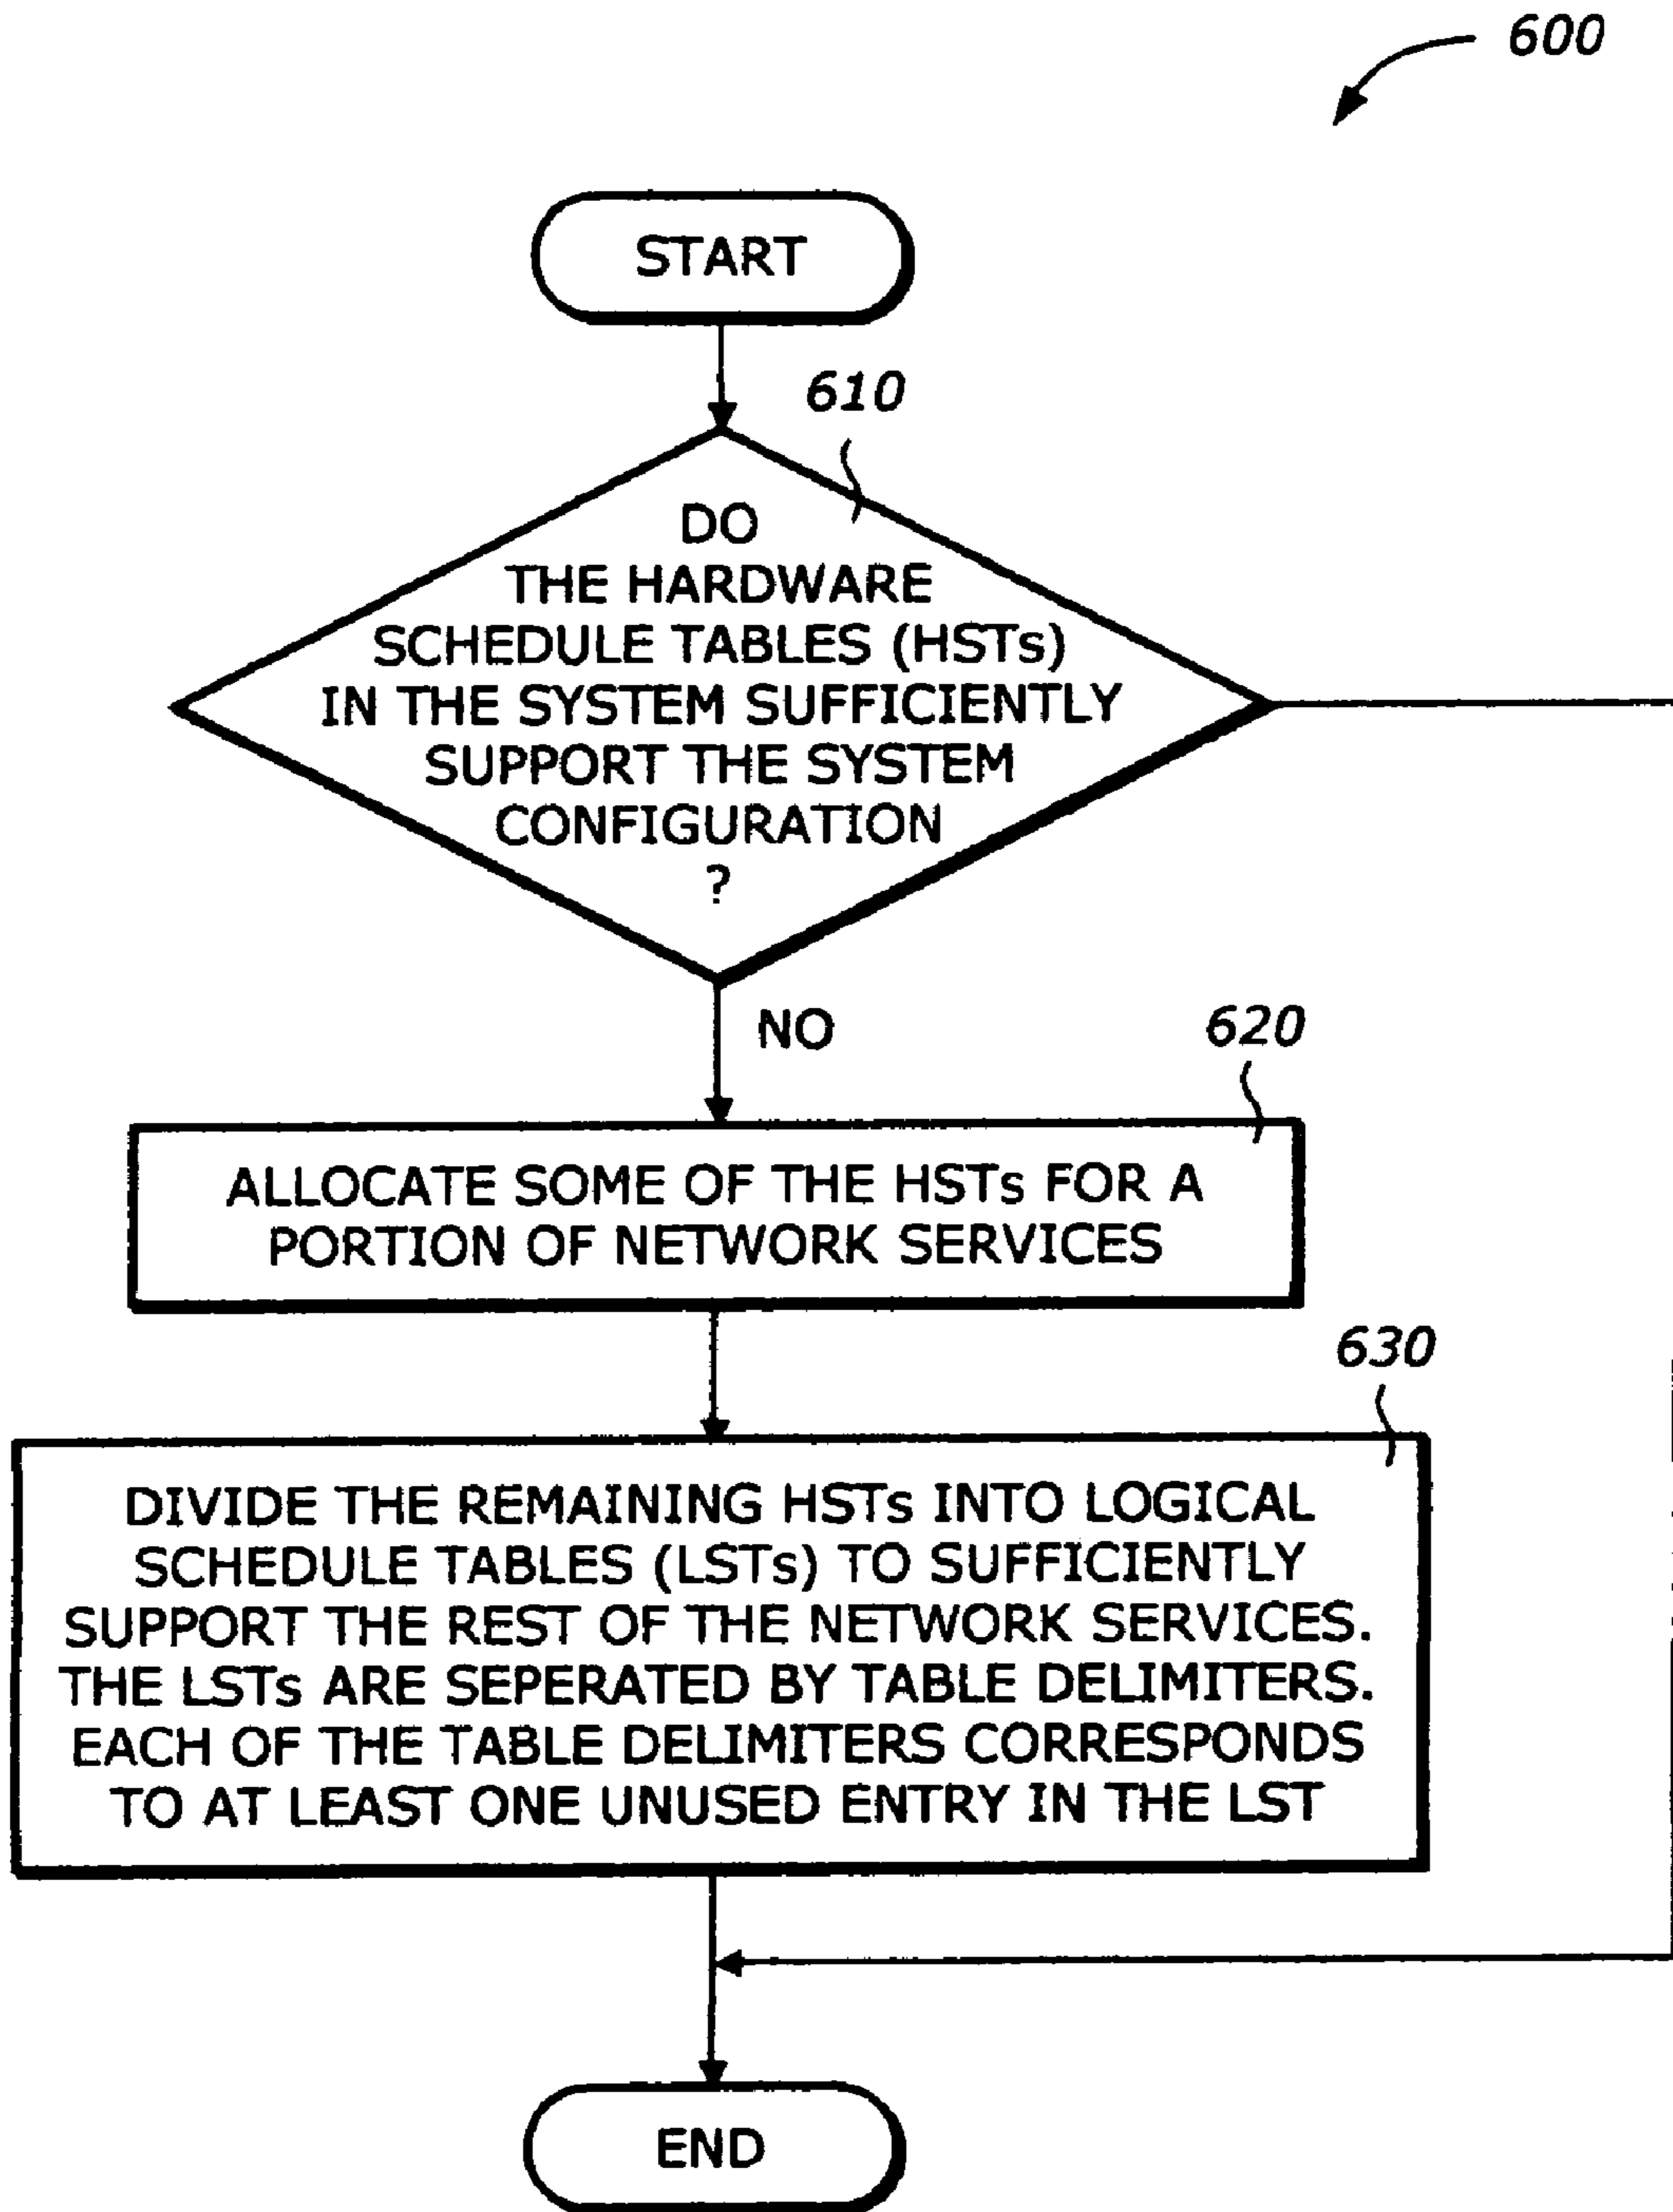 600
START
610
DO
THE HARDWARE
SCHEDULE TABLES (HSTs)
IN THE SYSTEM SUFFICIENTLY
SUPPORT THE SYSTEM
CONFIGURATION
?
NO
620
ALLOCATE SOME OF THE HSTs FOR A
PORTION OF NETWORK SERVICES
630
DIVIDE THE REMAINING HSTs INTO LOGICAL
SCHEDULE TABLES (LSTs) TO SUFFICIENTLY
SUPPORT THE REST OF THE NETWORK SERVICES.
THE LSTs ARE SEPERATED BY TABLE DELIMITERS.
EACH OF THE TABLE DELIMITERS CORRESPONDS
TO AT LEAST ONE UNUSED ENTRY IN THE LST
END